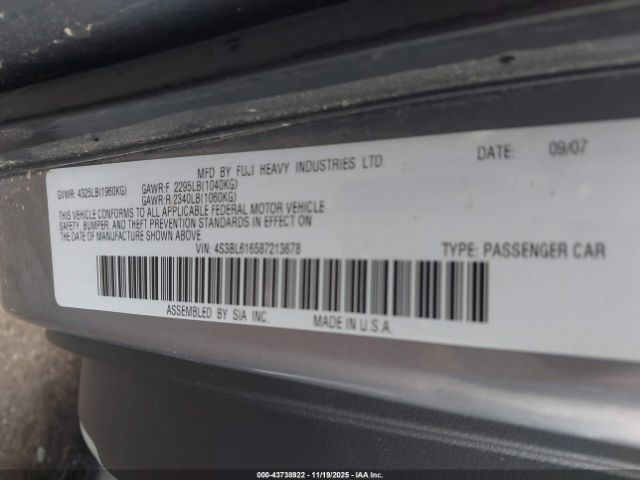 MFD BY FUJI HEAVY INDUSTRIES LTD. DATE: 09/07
GVWR: 4325LB(1960KG) GAWR:F 2295LB(1040KG)
GAWR:R 2340LB(1060KG)
THIS VEHICLE CONFORMS TO ALL APPLICABLE FEDERAL MOTOR VEHICLE
SAFETY, BUMPER, AND THEFT PREVENTION STANDARDS IN EFFECT ON
THE DATE OF MANUFACTURE SHOWN ABOVE.
VIN: 4S3BL616587213678 TYPE: PASSENGER CAR
ASSEMBLED BY SIA INC. MADE IN U.S.A.
000-43738922 - 11/19/2025 - IAA Inc.